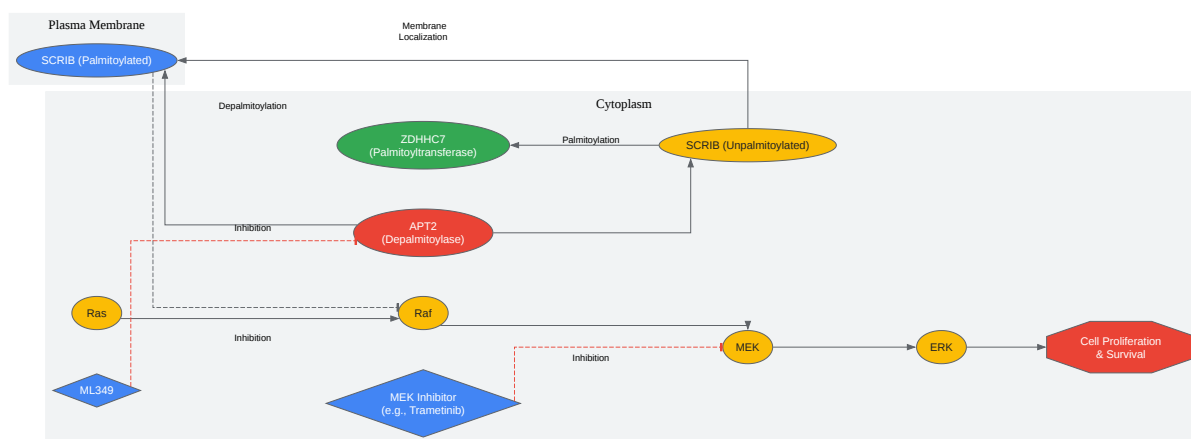 Plasma Membrane
SCRIB (Palmitoylated)
Membrane
Localization
Depalmitoylation
Cytoplasm
ZDHHC7
(Palmitoyltransferase)
Palmitoylation
SCRIB (Unpalmitoylated)
APT2
(Depalmitoylase)
Inhibition
Ras
Raf
Inhibition
MEK
Inhibition
ERK
Cell Proliferation
& Survival
ML349
MEK Inhibitor
(e.g., Trametinib)